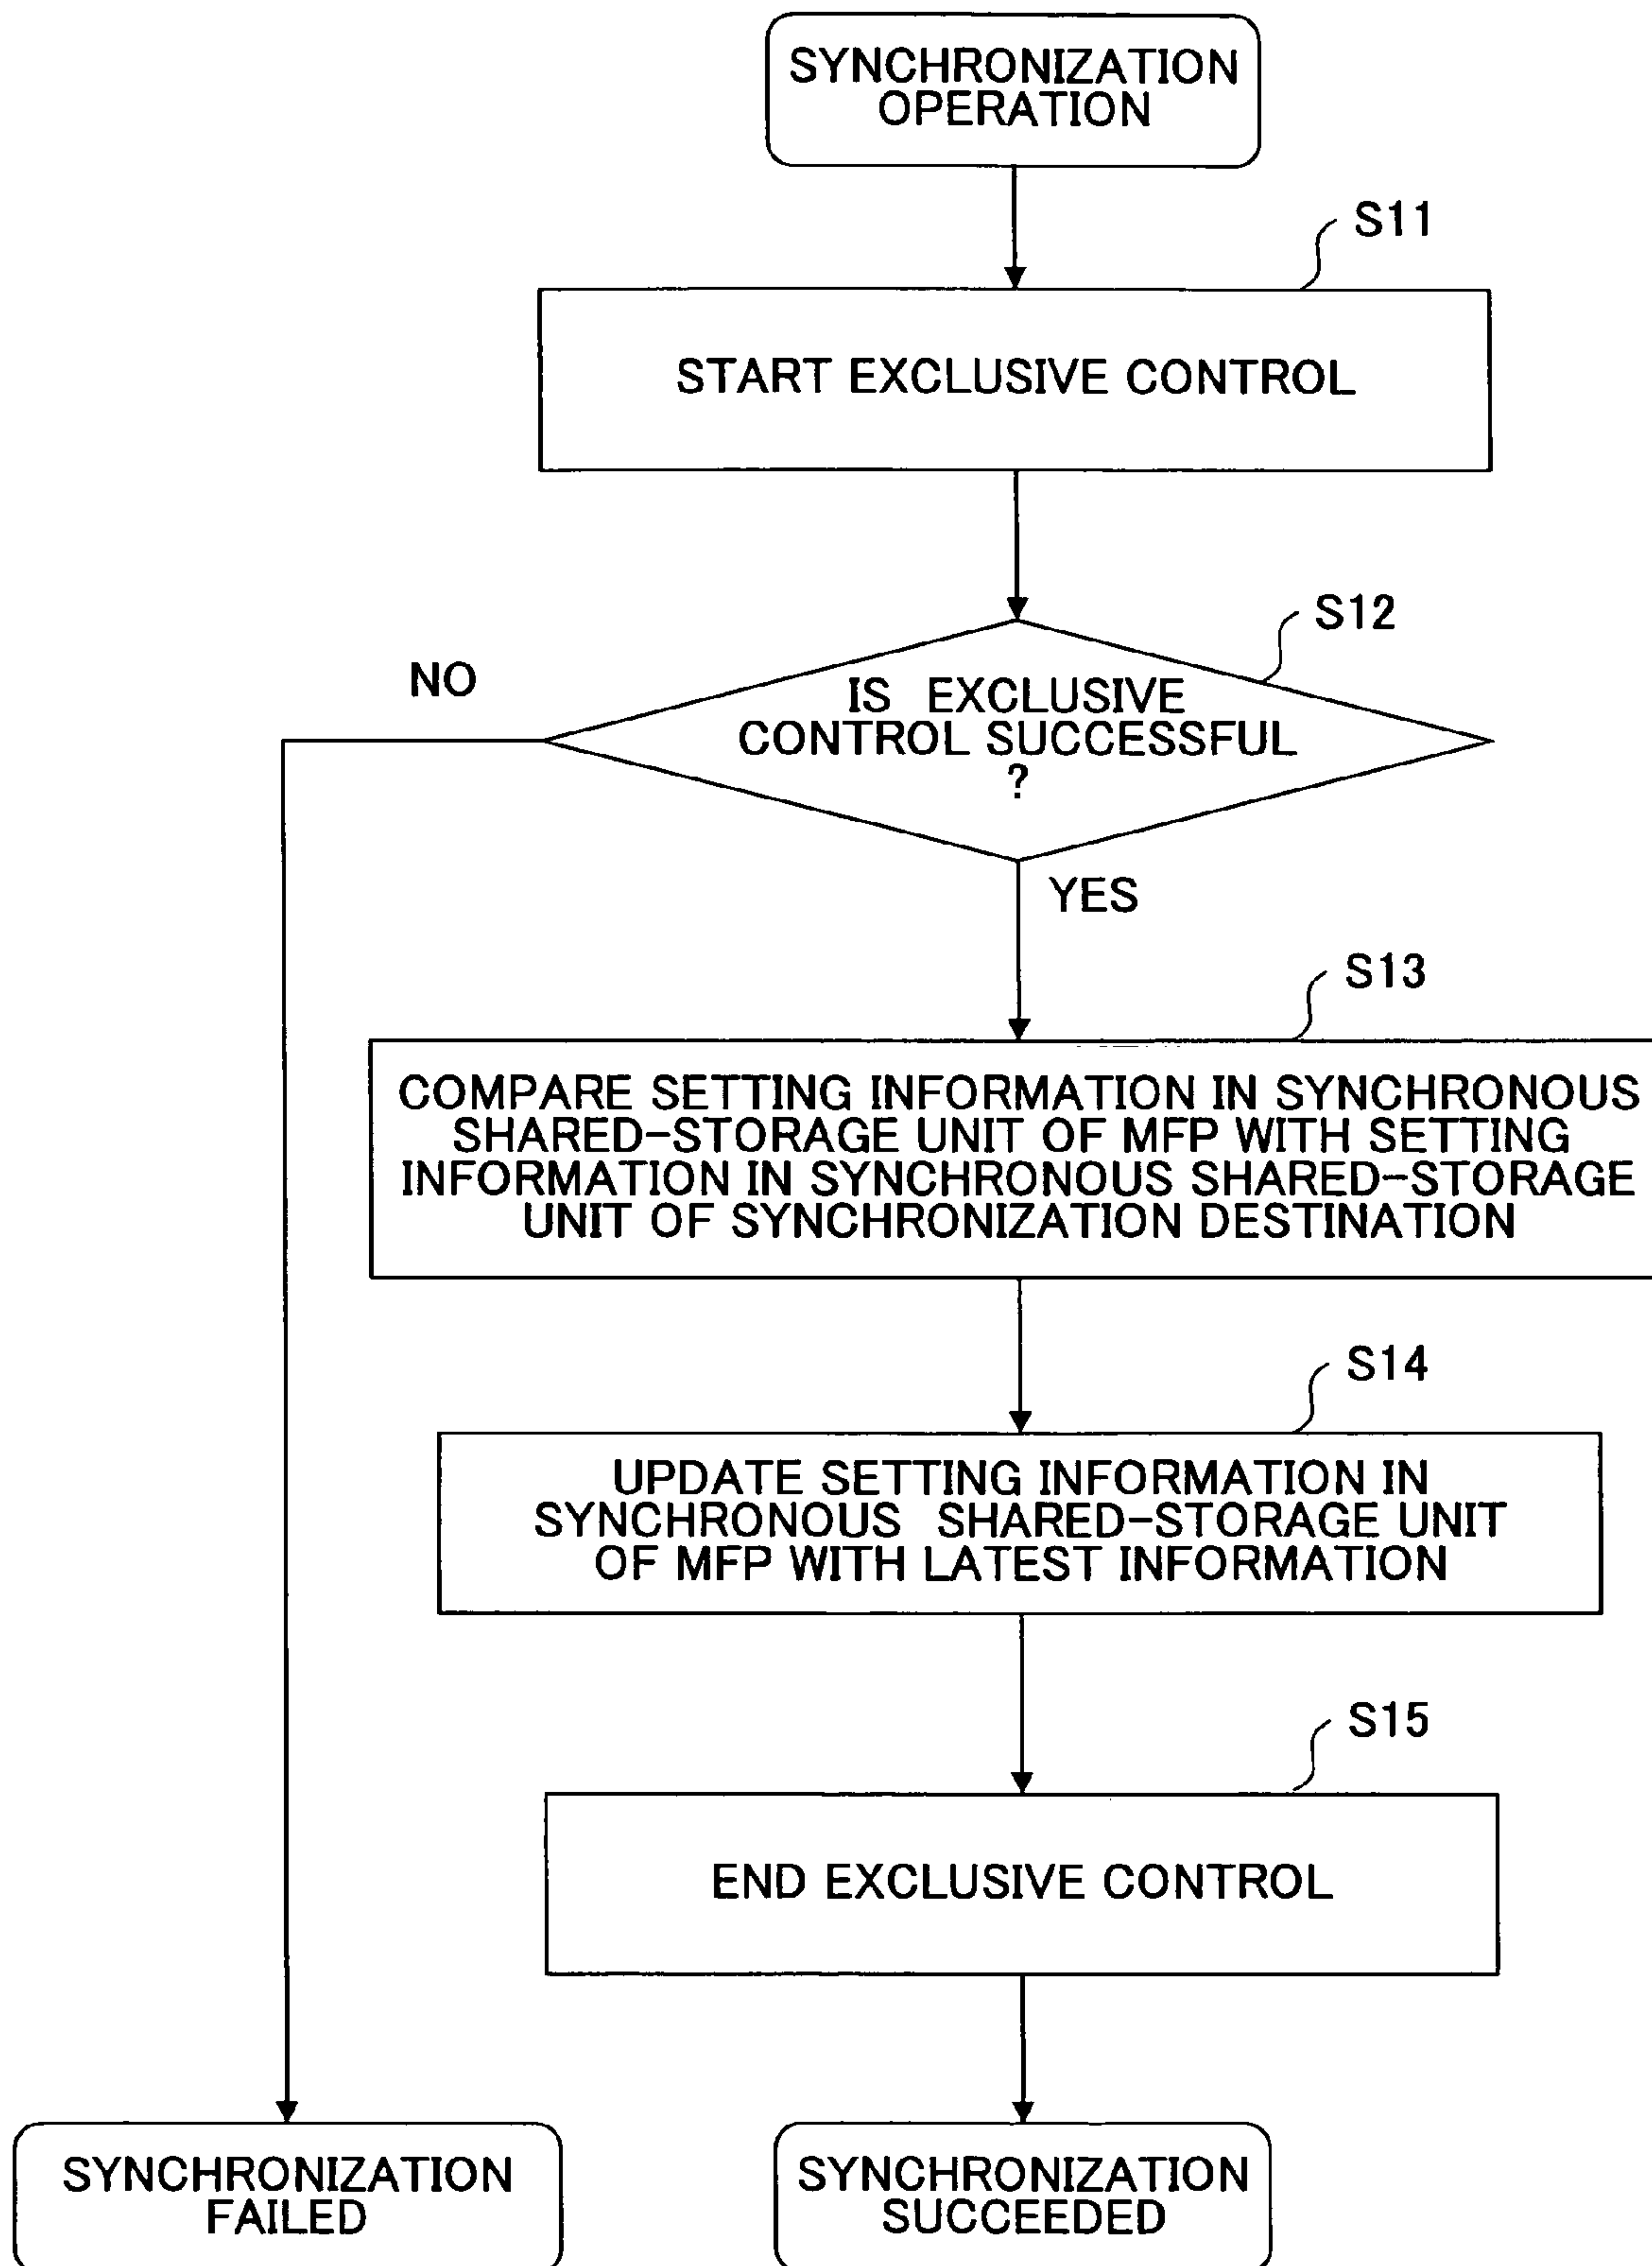 SYNCHRONIZATION
OPERATION
S11
START EXCLUSIVE CONTROL
S12
NO
IS EXCLUSIVE
CONTROL SUCCESSFUL
?
YES
S13
COMPARE SETTING INFORMATION IN SYNCHRONOUS
SHARED-STORAGE UNIT OF MFP WITH SETTING
INFORMATION IN SYNCHRONOUS SHARED-STORAGE
UNIT OF SYNCHRONIZATION DESTINATION
S14
UPDATE SETTING INFORMATION IN
SYNCHRONOUS SHARED-STORAGE UNIT
OF MFP WITH LATEST INFORMATION
S15
END EXCLUSIVE CONTROL
SYNCHRONIZATION
FAILED
SYNCHRONIZATION
SUCCEEDED